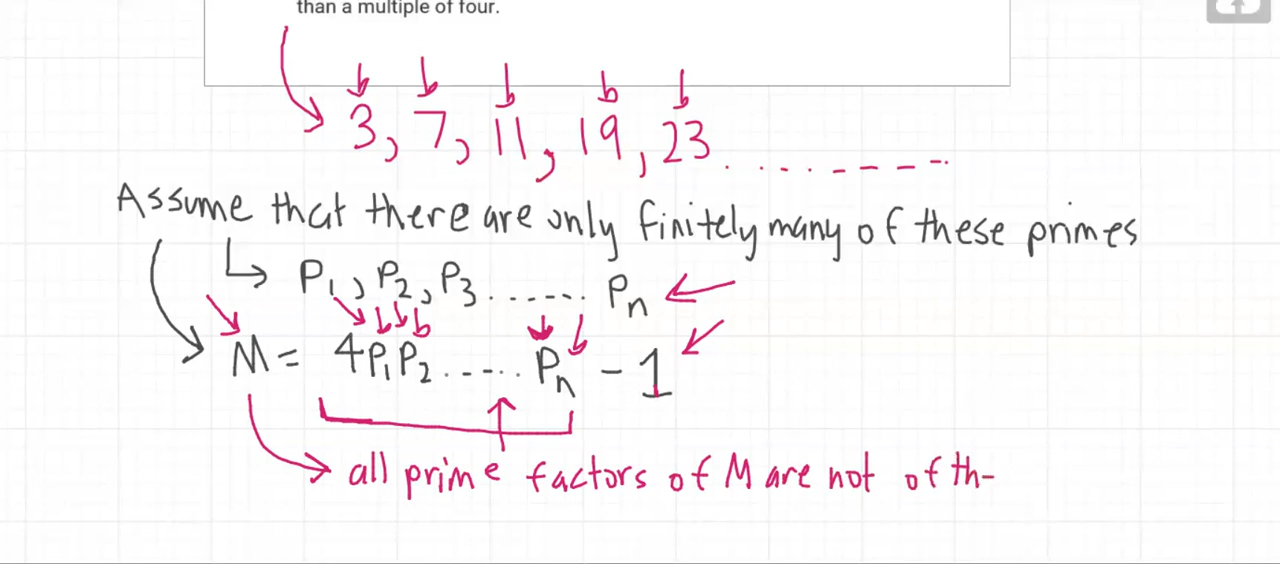 than a multiple of four.
3, 7, 11, 19, 23 .........
Assume that there are only finitely many of these primes
P₁, P₂, P₃ ...... Pₙ
M = 4P₁P₂ ..... Pₙ - 1
all prime factors of M are not of th-